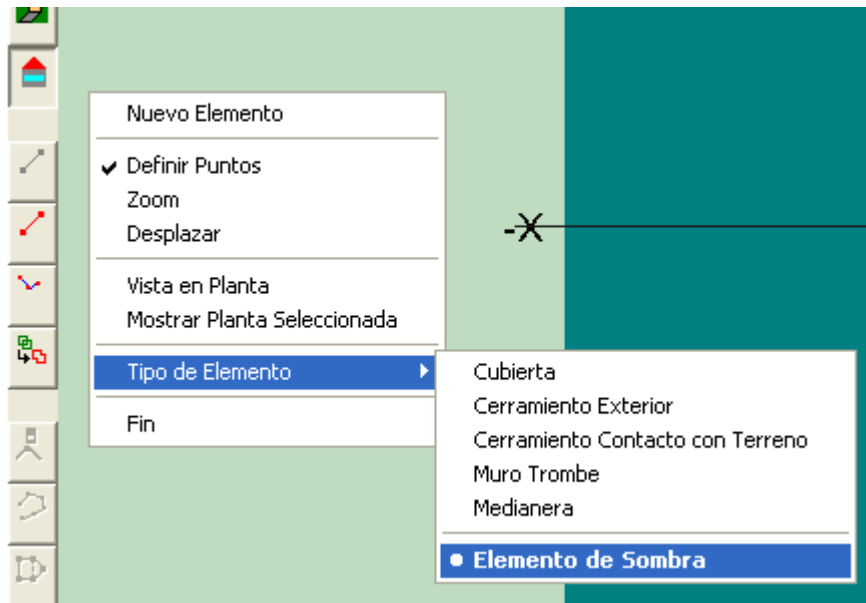 Nuevo Elemento
Definir Puntos
Zoom
Desplazar
Vista en Planta
Mostrar Planta Seleccionada
Tipo de Elemento
Fin
Cubierta
Cerramiento Exterior
Cerramiento Contacto con Terreno
Muro Trombe
Medianera
Elemento de Sombra